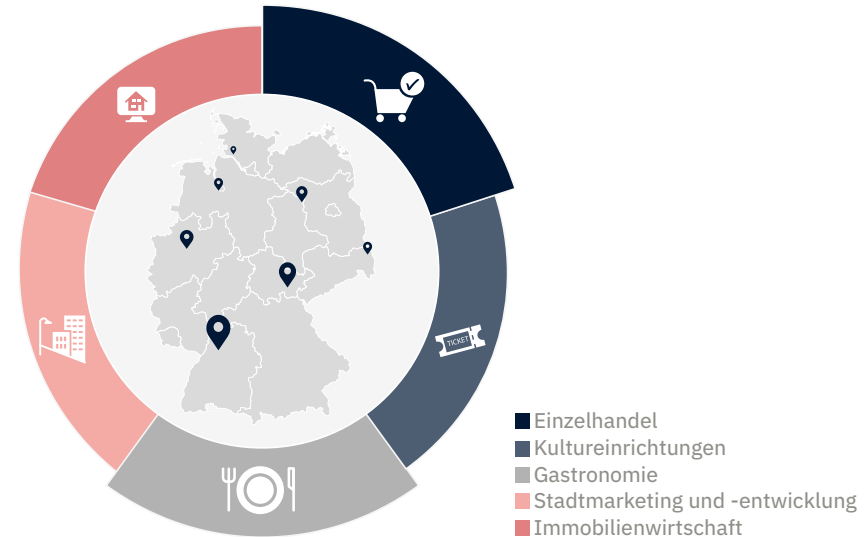 TICKET
Einzelhandel
Kultureinrichtungen
Gastronomie
Stadtmarketing und -entwicklung
Immobilienwirtschaft